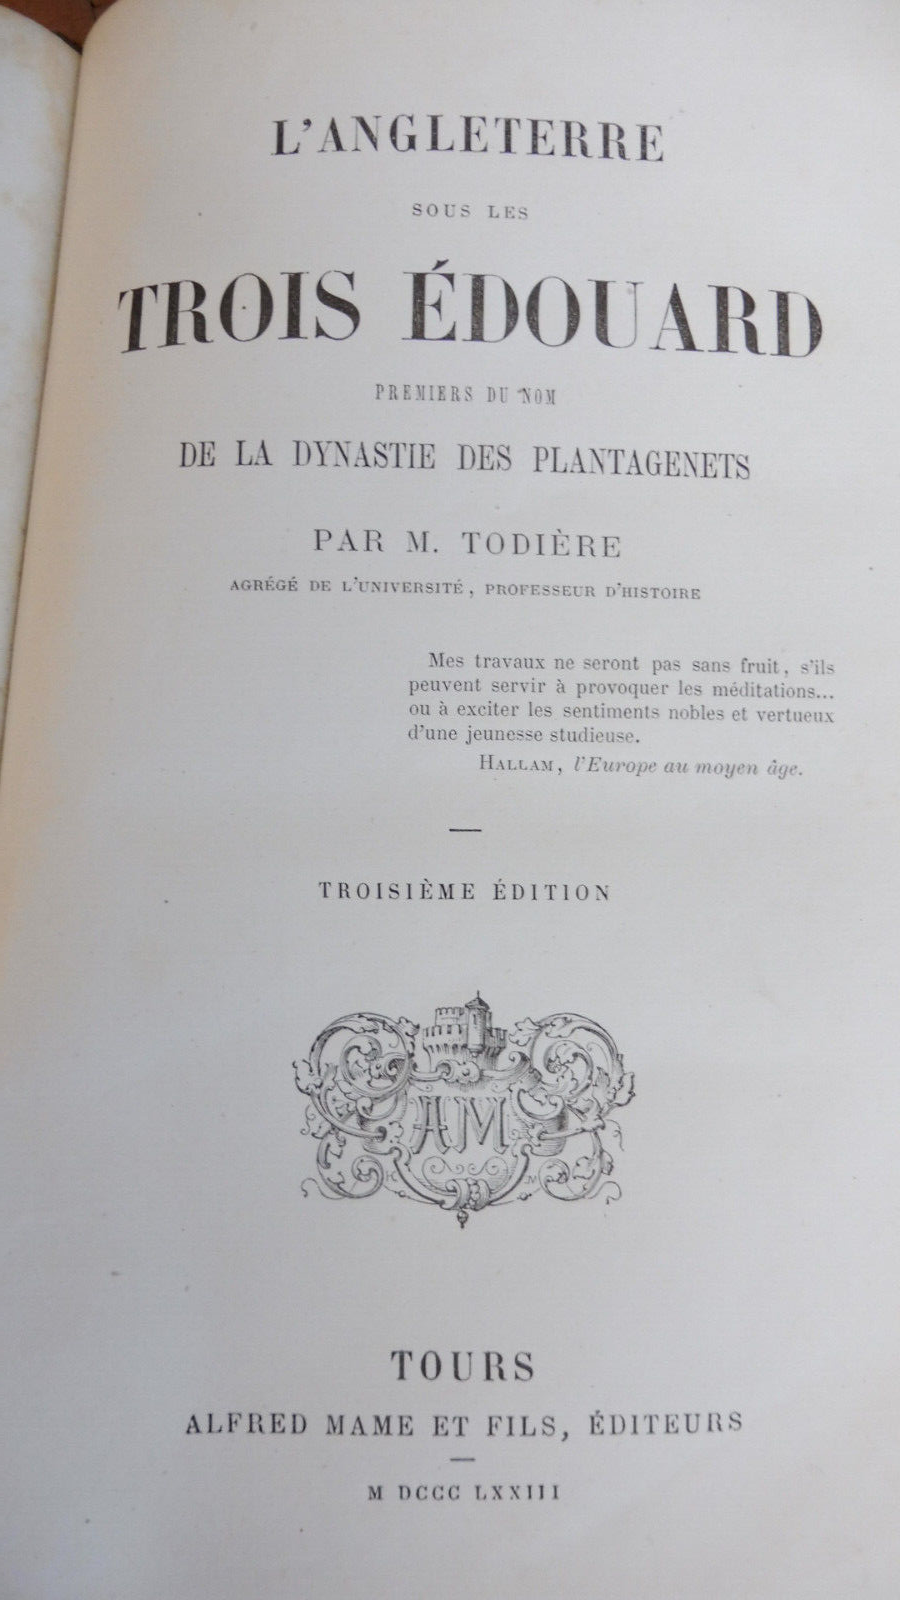 L'ANGLETERRE
SOUS LES
TROIS ÉDOUARD
PREMIERS DU NOM
DE LA DYNASTIE DES PLANTAGENETS
PAR M. TODIÈRE
AGRÉGÉ DE L'UNIVERSITÉ, PROFESSEUR D'HISTOIRE
Mes travaux ne seront pas sans fruit, s'ils
peuvent servir à provoquer les méditations...
ou à exciter les sentiments nobles et vertueux
d'une jeunesse studieuse.
HALLAM, l'Europe au moyen âge.
TROISIÈME ÉDITION
AM
TOURS
ALFRED MAME ET FILS, ÉDITEURS
M DCCC LXXIII